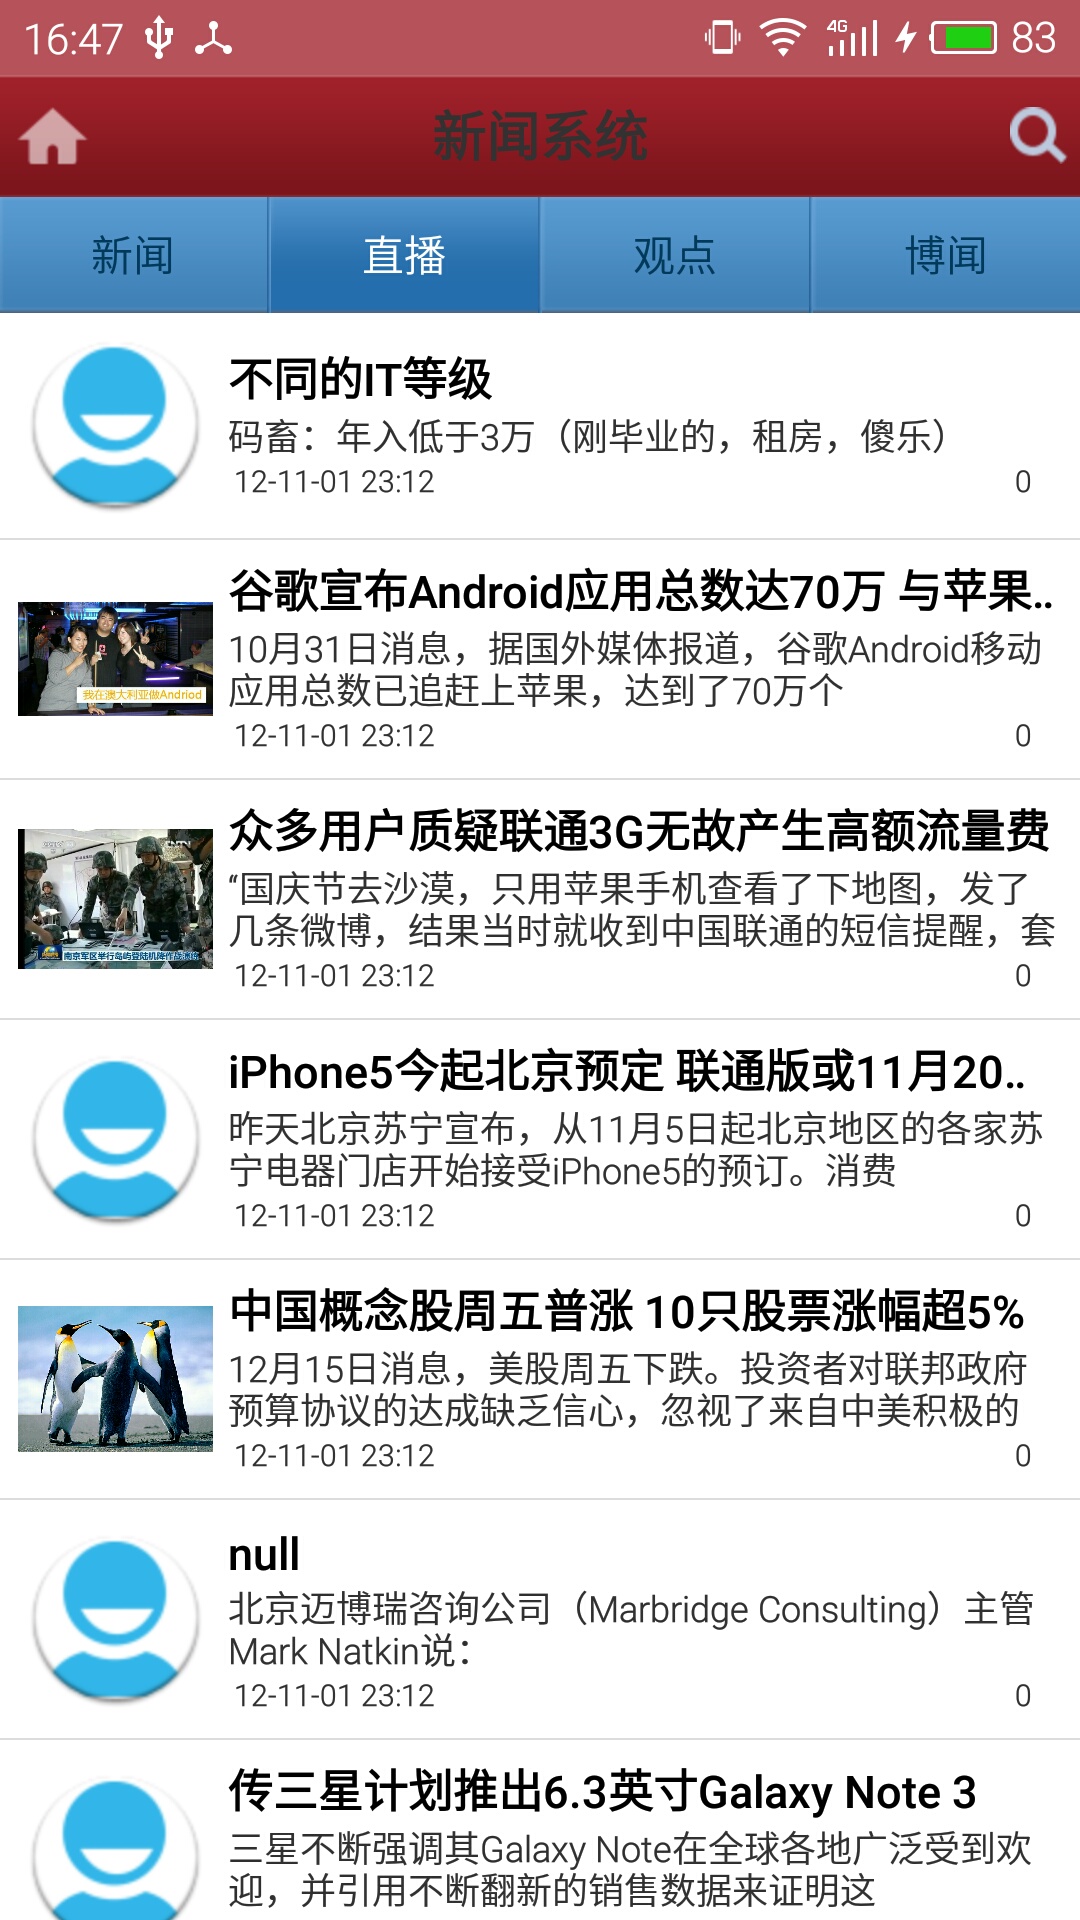 16:47
4G
83
新闻系统
新闻
直播
观点
博闻
不同的IT等级
码畜：年入低于3万（刚毕业的，租房，傻乐）
12-11-01 23:12
0
谷歌宣布Android应用总数达70万 与苹果..
10月31日消息，据国外媒体报道，谷歌Android移动
应用总数已追赶上苹果，达到了70万个
我在澳大利亚做Andriod
12-11-01 23:12
0
众多用户质疑联通3G无故产生高额流量费
“国庆节去沙漠，只用苹果手机查看了下地图，发了
几条微博，结果当时就收到中国联通的短信提醒，套
南京军区举行岛屿登陆机降作战演练
12-11-01 23:12
0
iPhone5今起北京预定 联通版或11月20..
昨天北京苏宁宣布，从11月5日起北京地区的各家苏
宁电器门店开始接受iPhone5的预订。消费
12-11-01 23:12
0
中国概念股周五普涨 10只股票涨幅超5%
12月15日消息，美股周五下跌。投资者对联邦政府
预算协议的达成缺乏信心，忽视了来自中美积极的
12-11-01 23:12
0
null
北京迈博瑞咨询公司（Marbridge Consulting）主管
Mark Natkin说：
12-11-01 23:12
0
传三星计划推出6.3英寸Galaxy Note 3
三星不断强调其Galaxy Note在全球各地广泛受到欢
迎，并引用不断翻新的销售数据来证明这